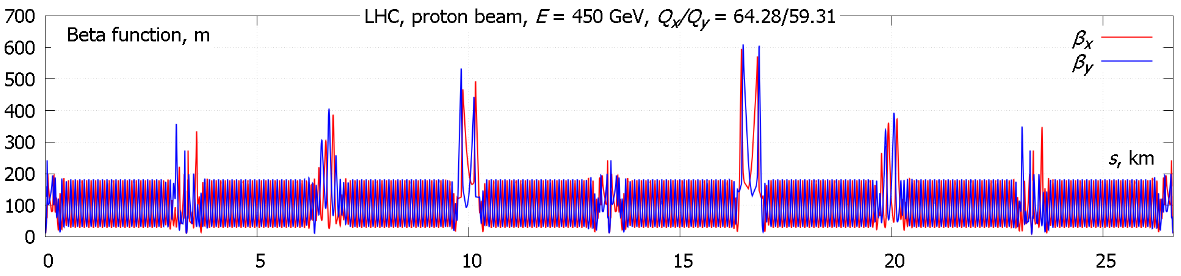 LHC, proton beam, E = 450 GeV, Qx/Qy = 64.28/59.31
Beta function, m
βx
βy
s, km
700
600
500
400
300
200
100
0
0 5 10 15 20 25